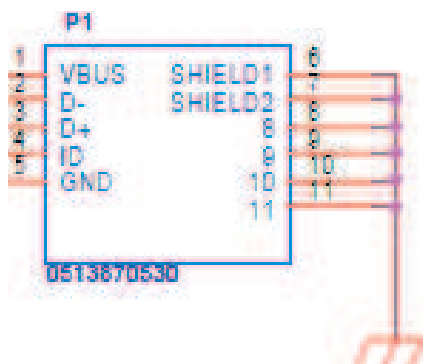 P1
1 VBUS SHIELD1 6
2 D- SHIELD2 7
3 D+ 8 8
4 ID 9 9
5 GND 10 10
11 11
0513870530